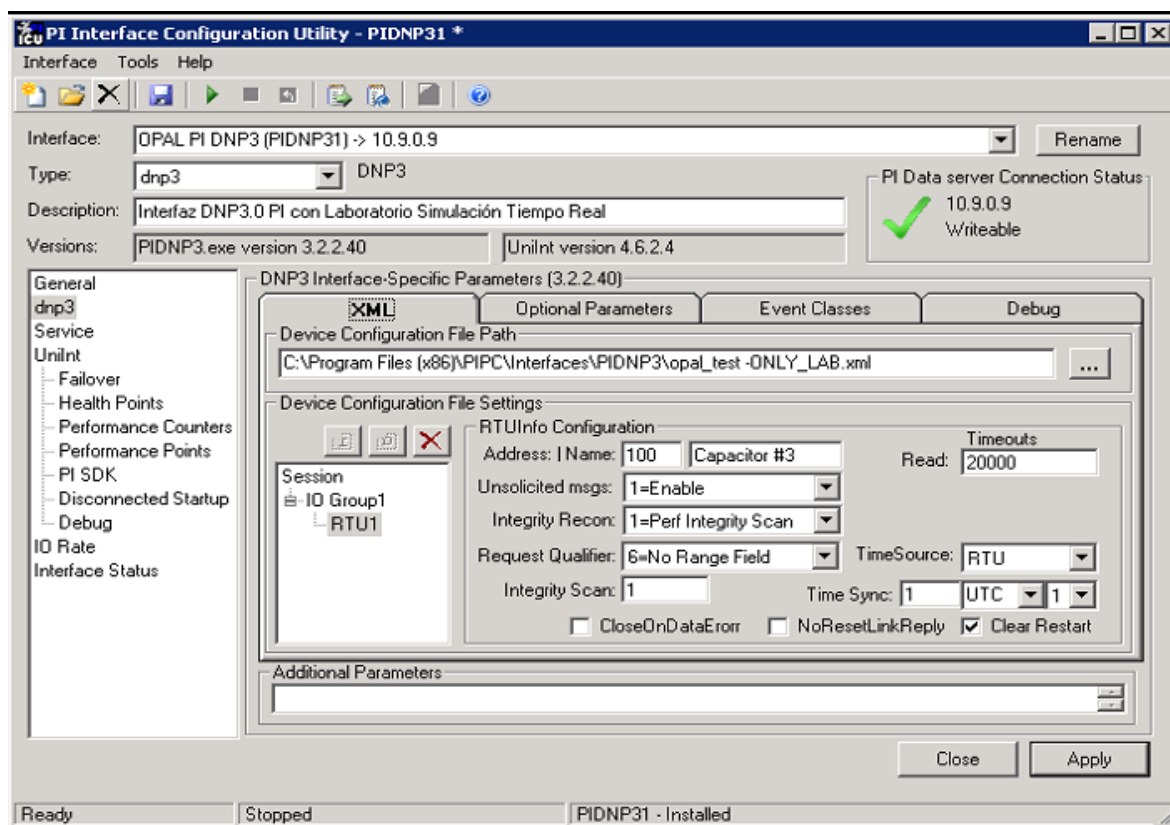 PI Interface Configuration Utility - PIDNP31 *
Interface Tools Help
Interface: OPAL PI DNP3 (PIDNP31) -> 10.9.0.9 Rename
Type: dnp3 DNP3
PI Data server Connection Status
10.9.0.9
Writeable
Description: Interfaz DNP3.0 PI con Laboratorio Simulación Tiempo Real
Versions: PIDNP3.exe version 3.2.2.40 UniInt version 4.6.2.4
General
dnp3
Service
UniInt
Failover
Health Points
Performance Counters
Performance Points
PI SDK
Disconnected Startup
Debug
IO Rate
Interface Status
DNP3 Interface-Specific Parameters (3.2.2.40)
XML Optional Parameters Event Classes Debug
Device Configuration File Path
C:\Program Files (x86)\PIPC\Interfaces\PIDNP3\opal_test -ONLY_LAB.xml ...
Device Configuration File Settings
Session
IO Group1
RTU1
RTUInfo Configuration
Address: | Name: 100 Capacitor #3
Timeouts
Read: 20000
Unsolicited msgs: 1=Enable
Integrity Recon: 1=Perf Integrity Scan
Request Qualifier: 6=No Range Field TimeSource: RTU
Integrity Scan: 1 Time Sync: 1 UTC 1
CloseOnDataErorr NoResetLinkReply Clear Restart
Additional Parameters
Close Apply
Ready Stopped PIDNP31 - Installed